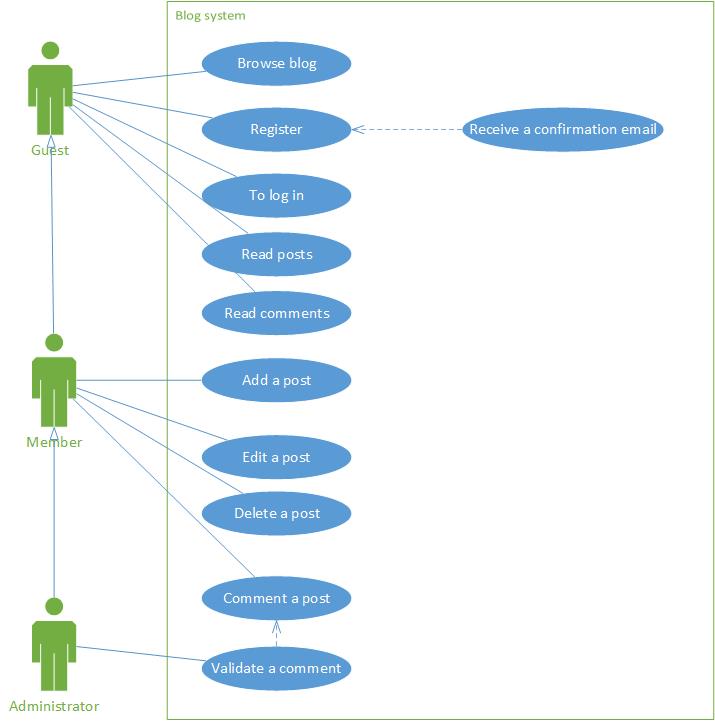 Blog system
Browse blog
Guest
Register
Receive a confirmation email
To log in
Read posts
Read comments
Add a post
Member
Edit a post
Delete a post
Comment a post
Validate a comment
Administrator